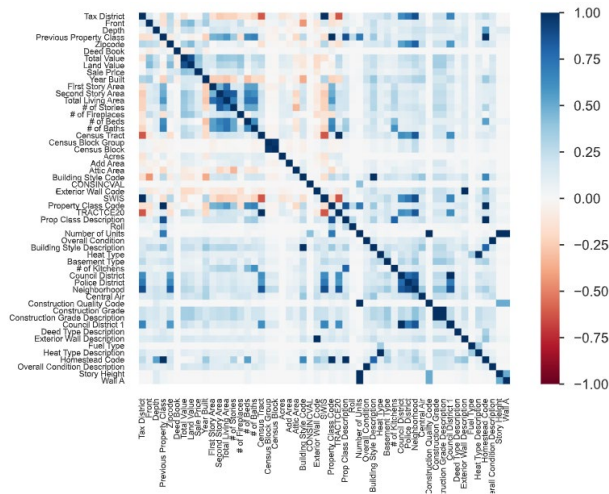 Tax District
Front
Depth
Previous Property Class
Zipcode
Deed Book
Total Value
Land Value
Sale Price
Year Built
First Story Area
Second Story Area
Total Living Area
# of Stories
# of Fireplaces
# of Beds
# of Baths
Census Tract
Census Block Group
Census Block
Acres
Add Area
Attic Area
Building Style Code
CONSINCVAL
Exterior Wall Code
SWIS
Property Class Code
TRACTCE20
Prop Class Description
Roll
Number of Units
Overall Condition
Building Style Description
Heat Type
Basement Type
# of Kitchens
Council District
Police District
Neighborhood
Central Air
Construction Quality Code
Construction Grade
Construction Grade Description
Council District 1
Deed Type Description
Exterior Wall Description
Fuel Type
Heat Type Description
Homestead Code
Overall Condition Description
Story Height
Wall A
1.00
0.75
0.50
0.25
0.00
−0.25
−0.50
−0.75
−1.00
Tax District
Front
Depth
Previous Property Class
Zipcode
Deed Book
Total Value
Land Value
Sale Price
Year Built
First Story Area
Second Story Area
Total Living Area
# of Stories
# of Fireplaces
# of Beds
# of Baths
Census Tract
Census Block Group
Census Block
Acres
Add Area
Attic Area
Building Style Code
CONSINCVAL
Exterior Wall Code
SWIS
Property Class Code
TRACTCE20
Prop Class Description
Roll
Number of Units
Overall Condition
Building Style Description
Heat Type
Basement Type
# of Kitchens
Council District
Police District
Neighborhood
Central Air
Construction Quality Code
Construction Grade
struction Grade Description
Council District 1
Deed Type Description
Exterior Wall Description
Fuel Type
Heat Type Description
Homestead Code
erall Condition Description
Story Height
Wall A